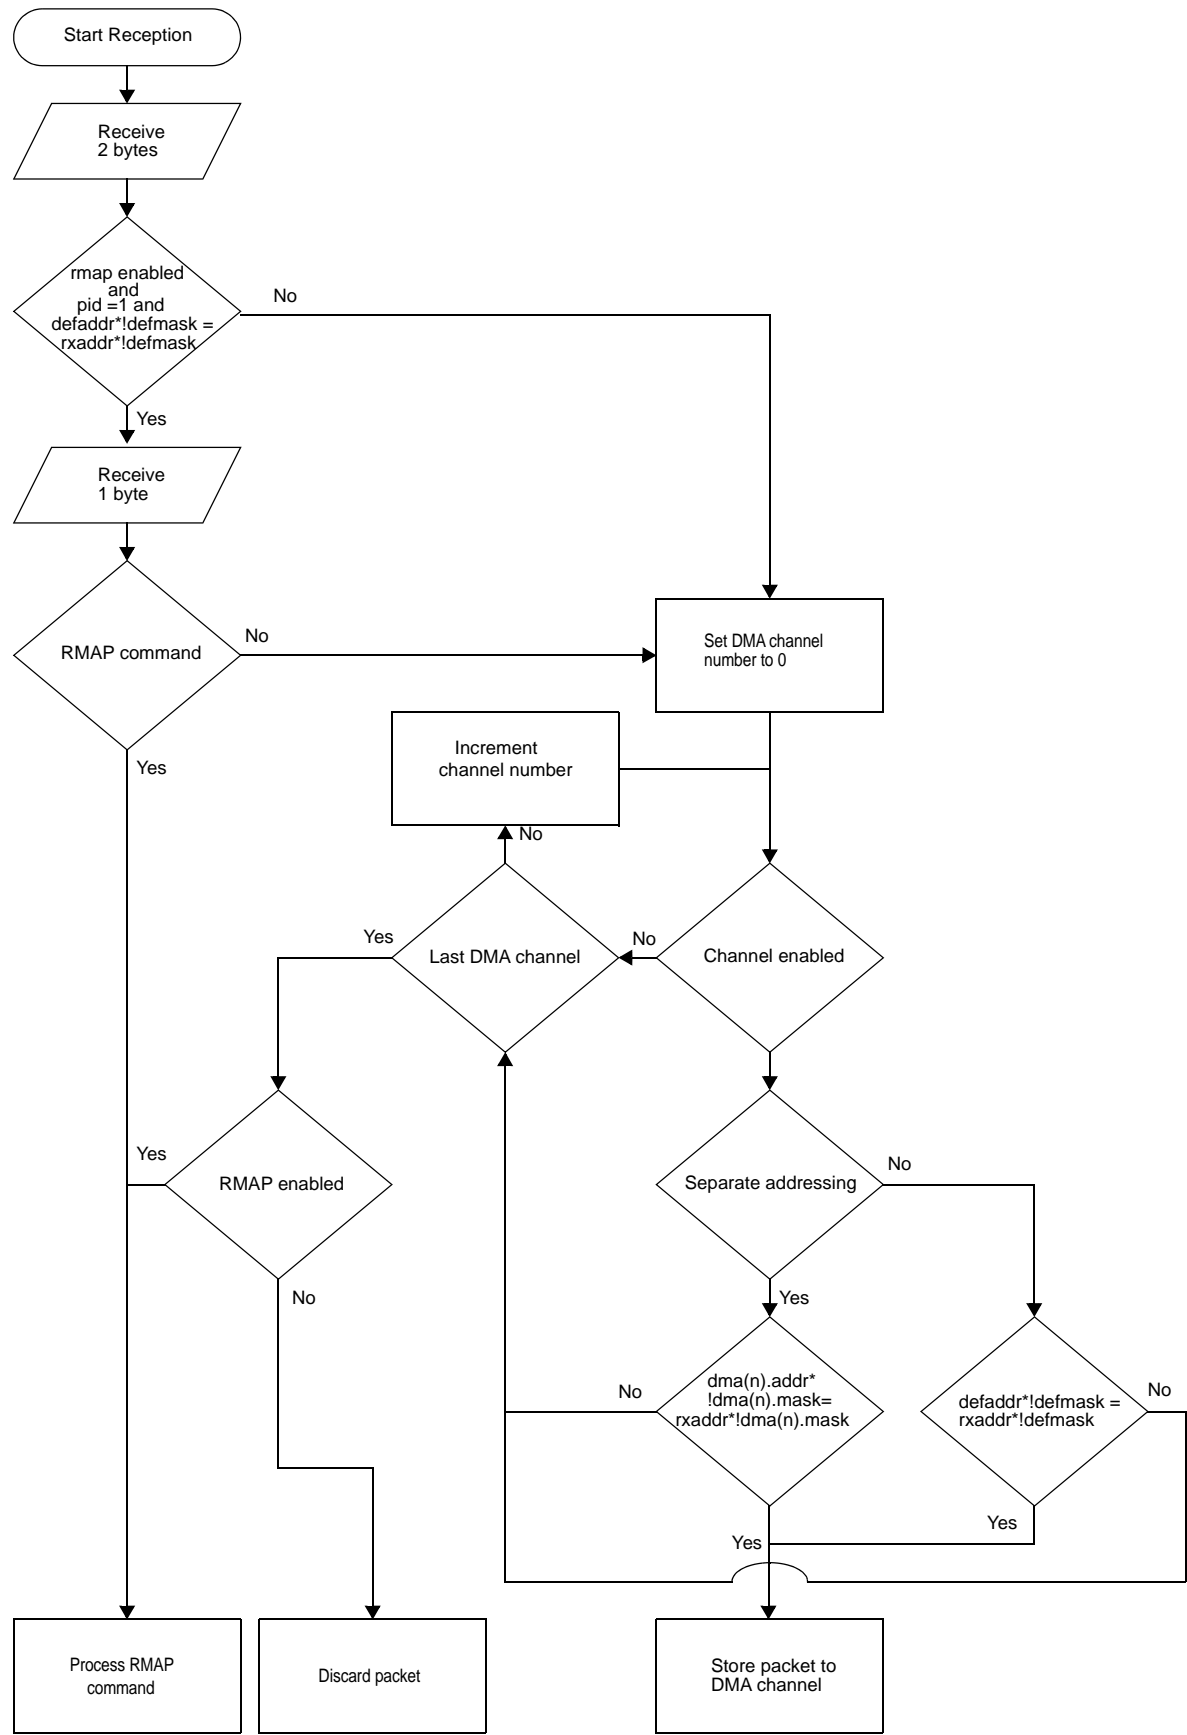 Start Reception
Receive
2 bytes
rmap enabled
and
pid =1 and
defaddr*!defmask =
rxaddr*!defmask
No
Yes
Receive
1 byte
RMAP command
No
Set DMA channel
number to 0
Yes
Increment
channel number
No
Yes
Last DMA channel
No
Channel enabled
Yes
RMAP enabled
Separate addressing
No
No
Yes
No
dma(n).addr*
!dma(n).mask=
rxaddr*!dma(n).mask
defaddr*!defmask =
rxaddr*!defmask
No
Yes
Yes
Process RMAP
command
Discard packet
Store packet to
DMA channel